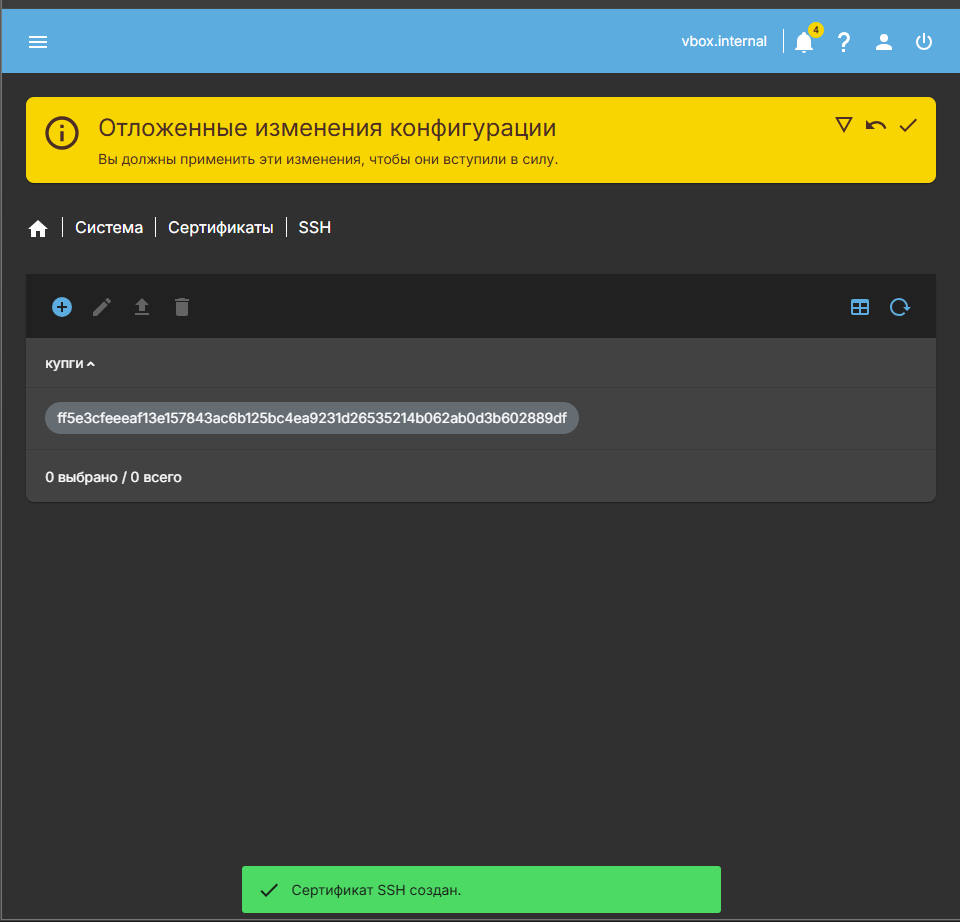 vbox.internal
4
Отложенные изменения конфигурации
Вы должны применить эти изменения, чтобы они вступили в силу.
Система | Сертификаты | SSH
купги
ff5e3cfeeeaf13e157843ac6b125bc4ea9231d26535214b062ab0d3b602889df
0 выбрано / 0 всего
Сертификат SSH создан.